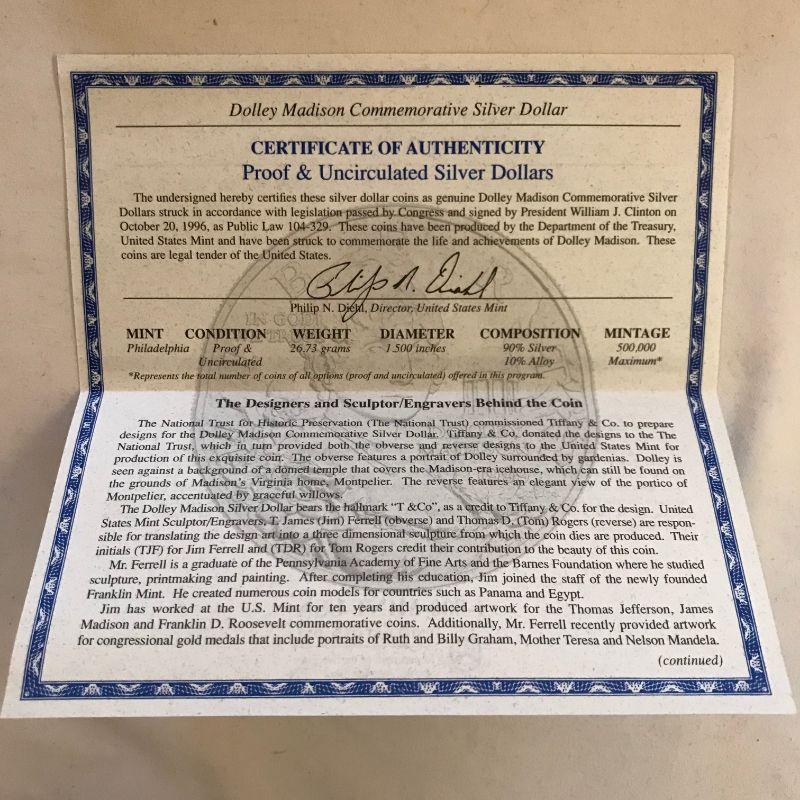 Dolley Madison Commemorative Silver Dollar
CERTIFICATE OF AUTHENTICITY
Proof & Uncirculated Silver Dollars
The undersigned hereby certifies these silver dollar coins as genuine Dolley Madison Commemorative Silver
Dollars struck in accordance with legislation passed by Congress and signed by President William J. Clinton on
October 20, 1996, as Public Law 104-329. These coins have been produced by the Department of the Treasury,
United States Mint and have been struck to commemorate the life and achievements of Dolley Madison. These
coins are legal tender of the United States.
Philip N. Diehl
Philip N. Diehl, Director, United States Mint
MINT CONDITION WEIGHT DIAMETER COMPOSITION MINTAGE
Philadelphia Proof & 26.73 grams 1.500 inches 90% Silver 500,000
Uncirculated 10% Alloy Maximum*
*Represents the total number of coins of all options (proof and uncirculated) offered in this program.
The Designers and Sculptor/Engravers Behind the Coin
The National Trust for Historic Preservation (The National Trust) commissioned Tiffany & Co. to prepare
designs for the Dolley Madison Commemorative Silver Dollar. Tiffany & Co. donated the designs to the The
National Trust, which in turn provided both the obverse and reverse designs to the United States Mint for
production of this exquisite coin. The obverse features a portrait of Dolley surrounded by gardenias. Dolley is
seen against a background of a domed temple that covers the Madison-era icehouse, which can still be found on
the grounds of Madison's Virginia home, Montpelier. The reverse features an elegant view of the portico of
Montpelier, accentuated by graceful willows.
The Dolley Madison Silver Dollar bears the hallmark "T &Co", as a credit to Tiffany & Co. for the design. United
States Mint Sculptor/Engravers, T. James (Jim) Ferrell (obverse) and Thomas D. (Tom) Rogers (reverse) are respon-
sible for translating the design art into a three dimensional sculpture from which the coin dies are produced. Their
initials (TJF) for Jim Ferrell and (TDR) for Tom Rogers credit their contribution to the beauty of this coin.
Mr. Ferrell is a graduate of the Pennsylvania Academy of Fine Arts and the Barnes Foundation where he studied
sculpture, printmaking and painting. After completing his education, Jim joined the staff of the newly founded
Franklin Mint. He created numerous coin models for countries such as Panama and Egypt.
Jim has worked at the U.S. Mint for ten years and produced artwork for the Thomas Jefferson, James
Madison and Franklin D. Roosevelt commemorative coins. Additionally, Mr. Ferrell recently provided artwork
for congressional gold medals that include portraits of Ruth and Billy Graham, Mother Teresa and Nelson Mandela.
(continued)